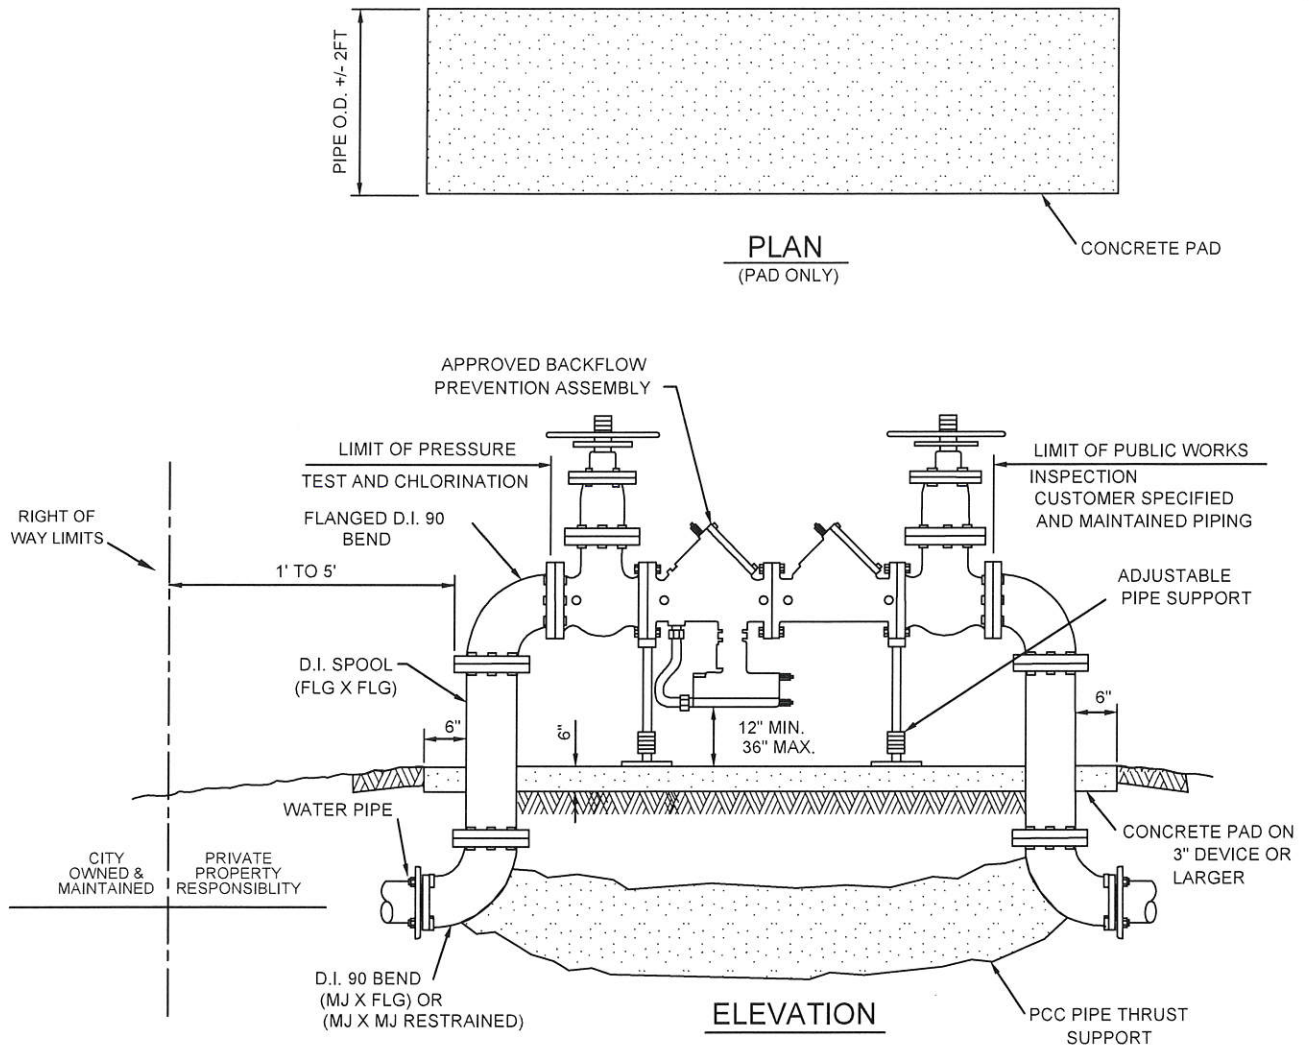 PIPE O.D. +/- 2FT
CONCRETE PAD
PLAN
(PAD ONLY)
APPROVED BACKFLOW
PREVENTION ASSEMBLY
LIMIT OF PRESSURE
TEST AND CHLORINATION
LIMIT OF PUBLIC WORKS
INSPECTION
CUSTOMER SPECIFIED
AND MAINTAINED PIPING
RIGHT OF
WAY LIMITS
FLANGED D.I. 90
BEND
1' TO 5'
ADJUSTABLE
PIPE SUPPORT
D.I. SPOOL
(FLG X FLG)
6"
6"
12" MIN.
36" MAX.
6"
WATER PIPE
CITY
OWNED &
MAINTAINED
PRIVATE
PROPERTY
RESPONSIBLITY
CONCRETE PAD ON
3" DEVICE OR
LARGER
D.I. 90 BEND
(MJ X FLG) OR
(MJ X MJ RESTRAINED)
ELEVATION
PCC PIPE THRUST
SUPPORT